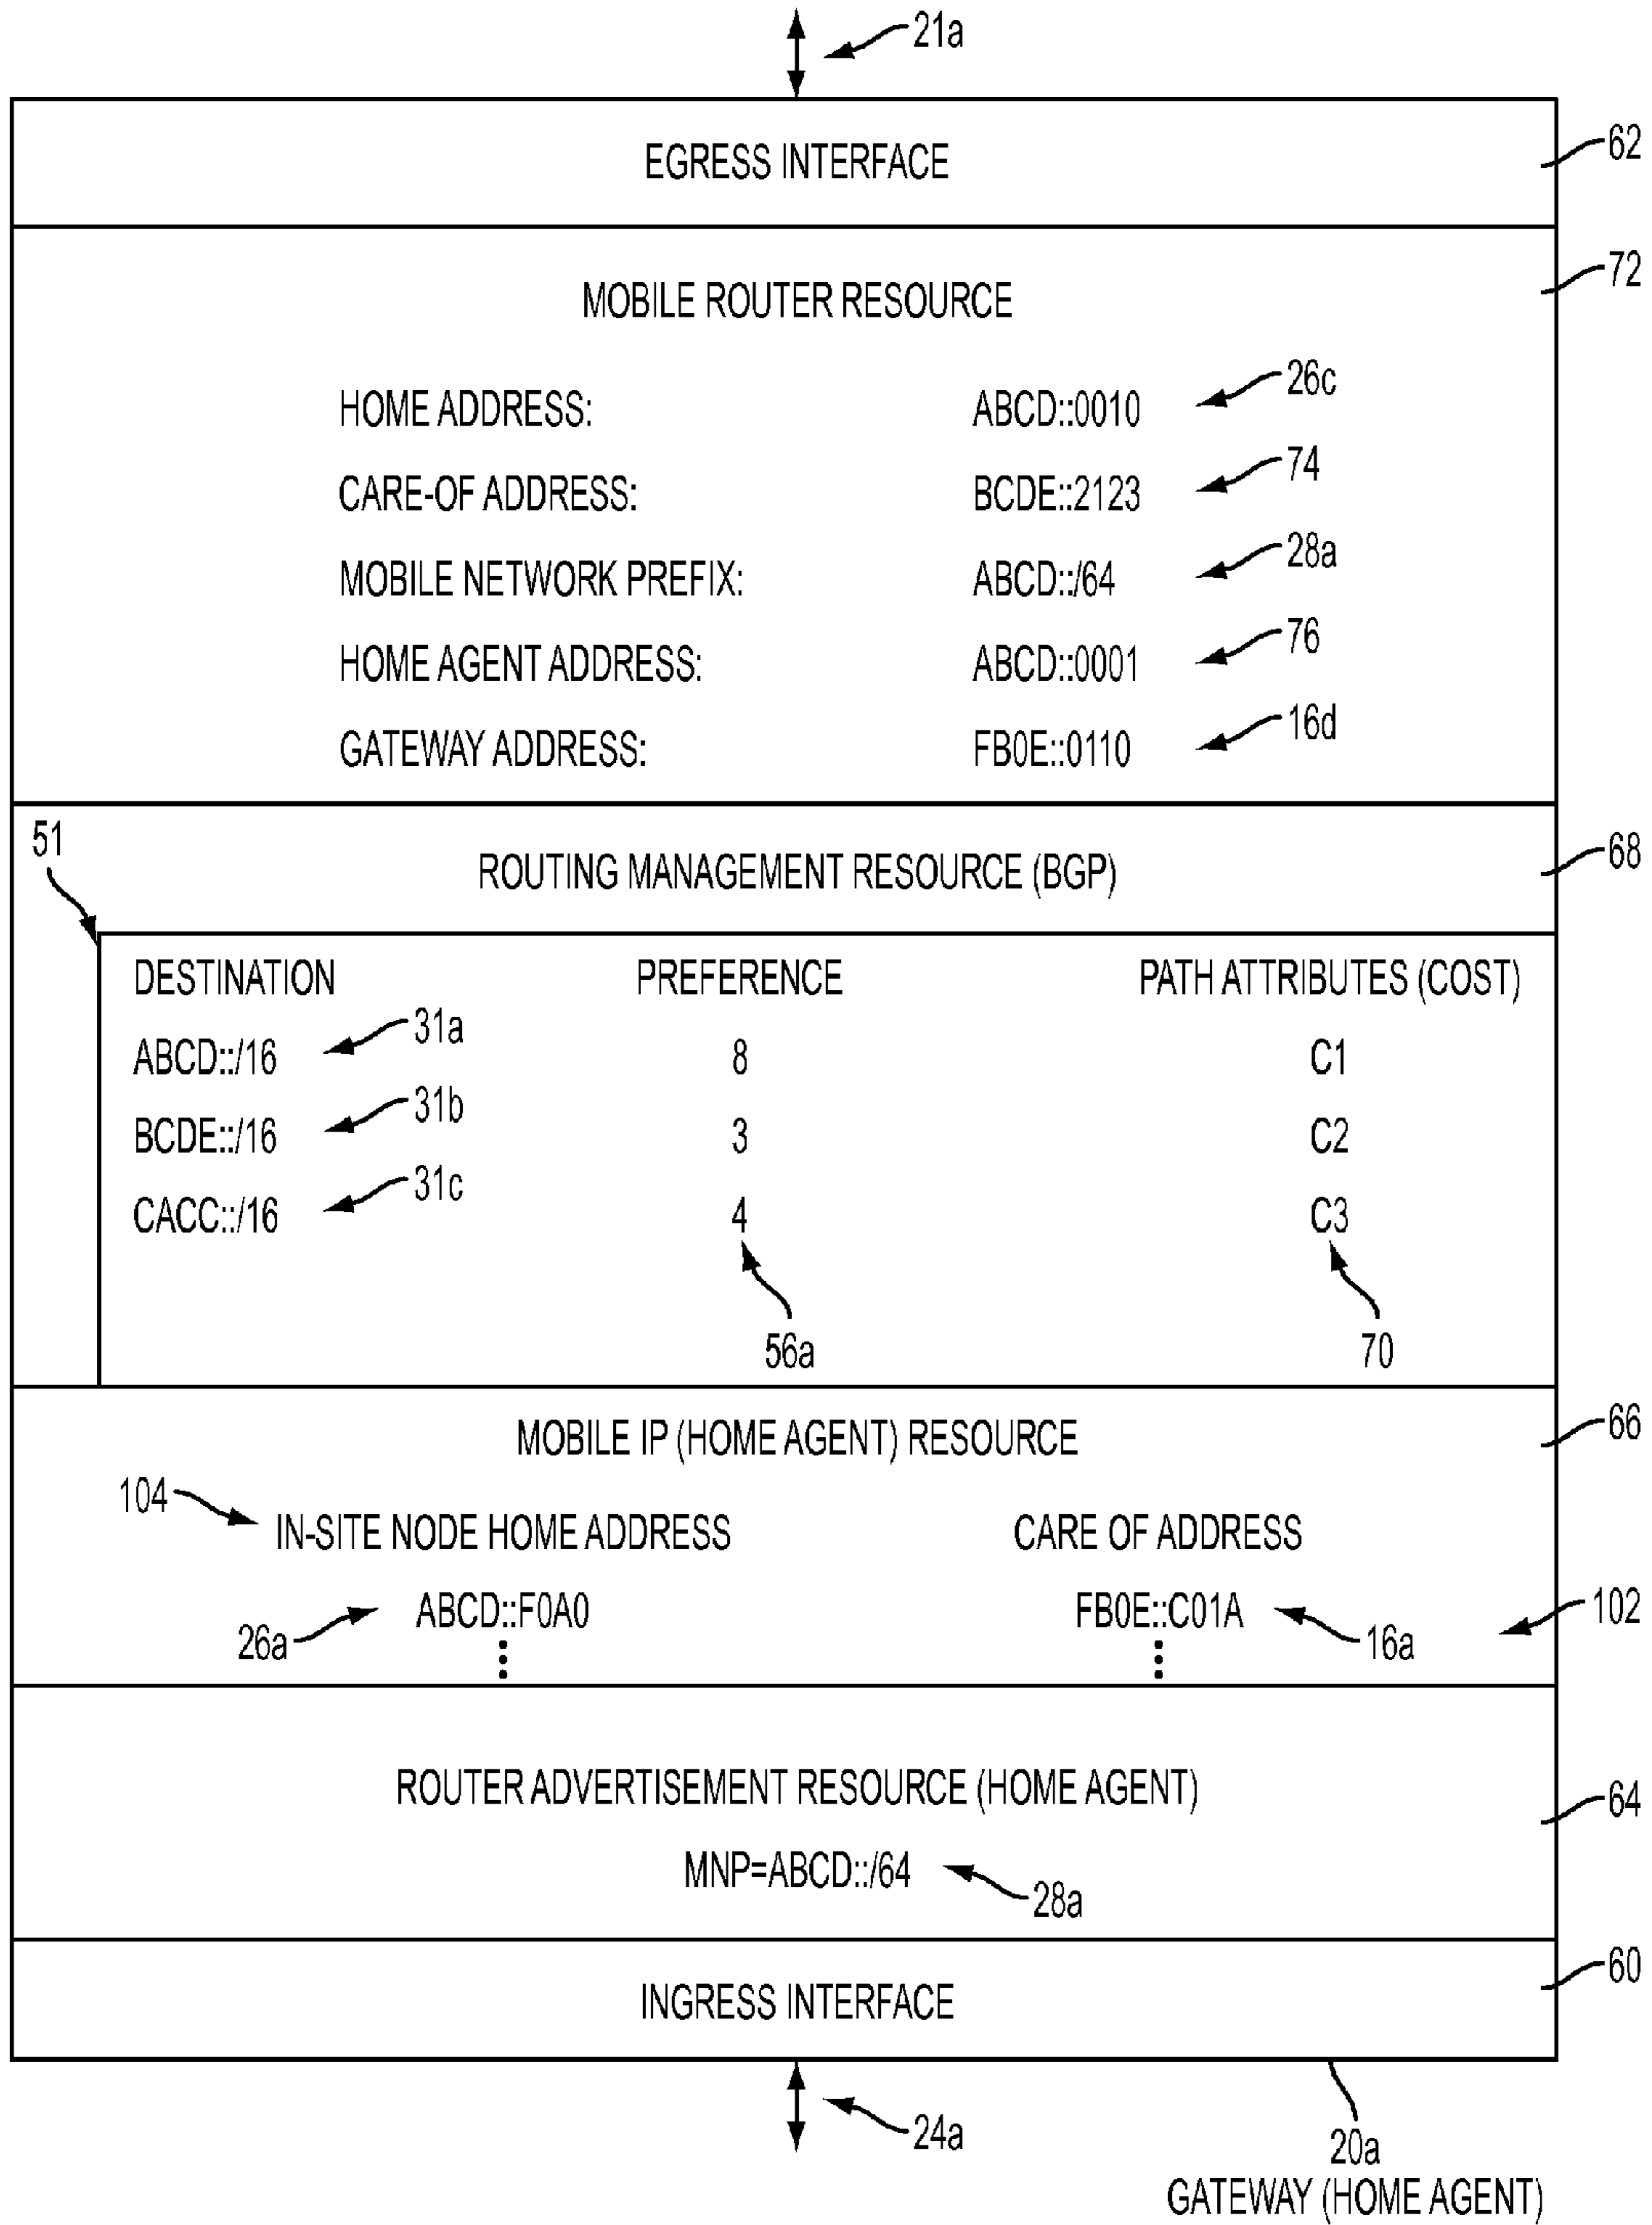 21a
EGRESS INTERFACE
62
MOBILE ROUTER RESOURCE
72
HOME ADDRESS: ABCD::0010 26c
CARE-OF ADDRESS: BCDE::2123 74
MOBILE NETWORK PREFIX: ABCD::/64 28a
HOME AGENT ADDRESS: ABCD::0001 76
GATEWAY ADDRESS: FB0E::0110 16d
51
ROUTING MANAGEMENT RESOURCE (BGP)
68
DESTINATION PREFERENCE PATH ATTRIBUTES (COST)
ABCD::/16 31a 8 C1
BCDE::/16 31b 3 C2
CACC::/16 31c 4 C3
56a 70
MOBILE IP (HOME AGENT) RESOURCE
66
104
IN-SITE NODE HOME ADDRESS CARE OF ADDRESS
26a ABCD::F0A0 FB0E::C01A 16a
102
ROUTER ADVERTISEMENT RESOURCE (HOME AGENT)
64
MNP=ABCD::/64 28a
INGRESS INTERFACE
60
24a
20a
GATEWAY (HOME AGENT)